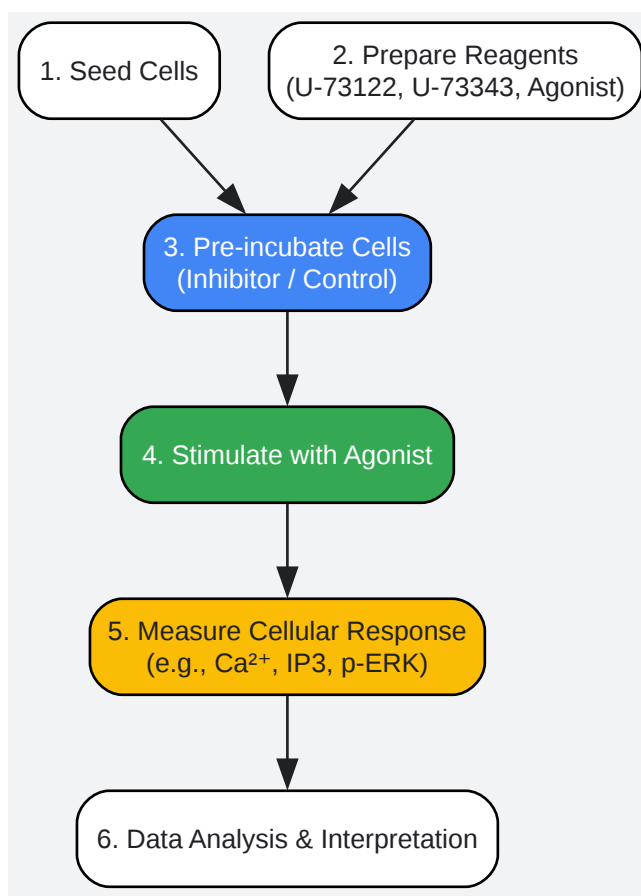 1. Seed Cells
2. Prepare Reagents
(U-73122, U-73343, Agonist)
3. Pre-incubate Cells
(Inhibitor / Control)
4. Stimulate with Agonist
5. Measure Cellular Response
(e.g., Ca²⁺, IP3, p-ERK)
6. Data Analysis & Interpretation